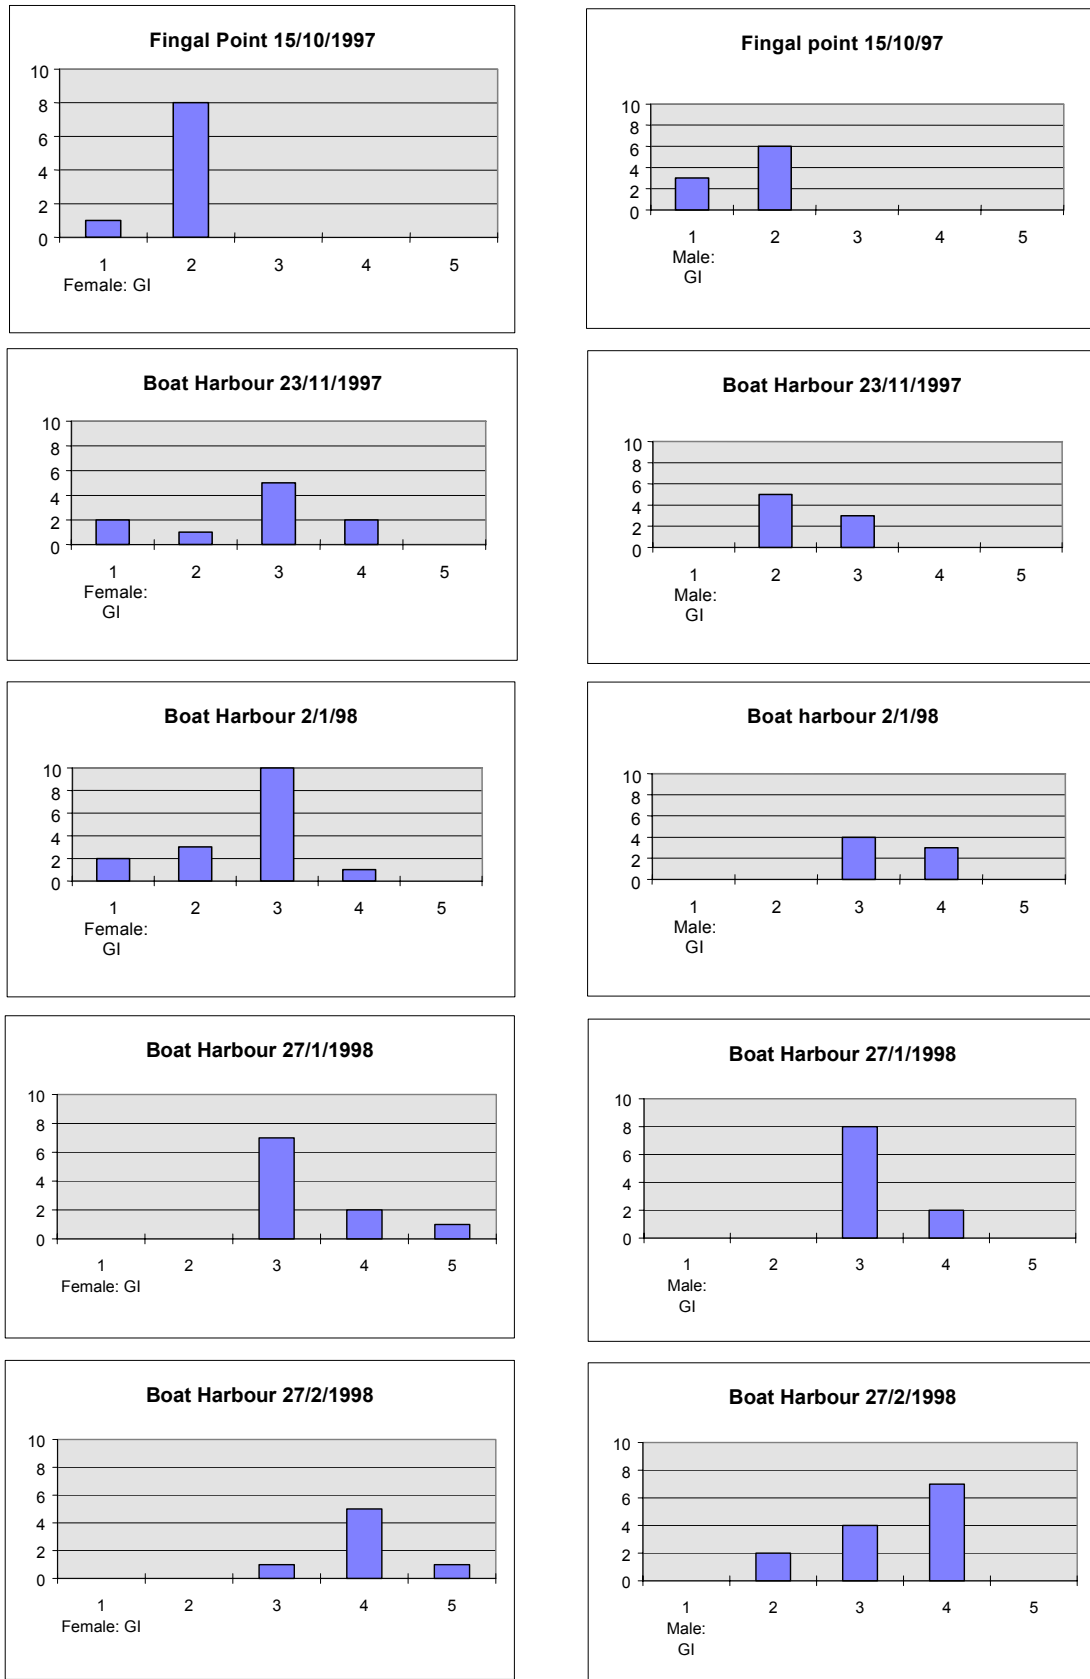 Fingal Point 15/10/1997
10
8
6
4
2
0
1 2 3 4 5
Female: GI
Fingal point 15/10/97
10
8
6
4
2
0
1 2 3 4 5
Male:
GI
Boat Harbour 23/11/1997
10
8
6
4
2
0
1 2 3 4 5
Female:
GI
Boat Harbour 23/11/1997
10
8
6
4
2
0
1 2 3 4 5
Male:
GI
Boat Harbour 2/1/98
10
8
6
4
2
0
1 2 3 4 5
Female:
GI
Boat harbour 2/1/98
10
8
6
4
2
0
1 2 3 4 5
Male:
GI
Boat Harbour 27/1/1998
10
8
6
4
2
0
1 2 3 4 5
Female: GI
Boat Harbour 27/1/1998
10
8
6
4
2
0
1 2 3 4 5
Male:
GI
Boat Harbour 27/2/1998
10
8
6
4
2
0
1 2 3 4 5
Female: GI
Boat Harbour 27/2/1998
10
8
6
4
2
0
1 2 3 4 5
Male:
GI